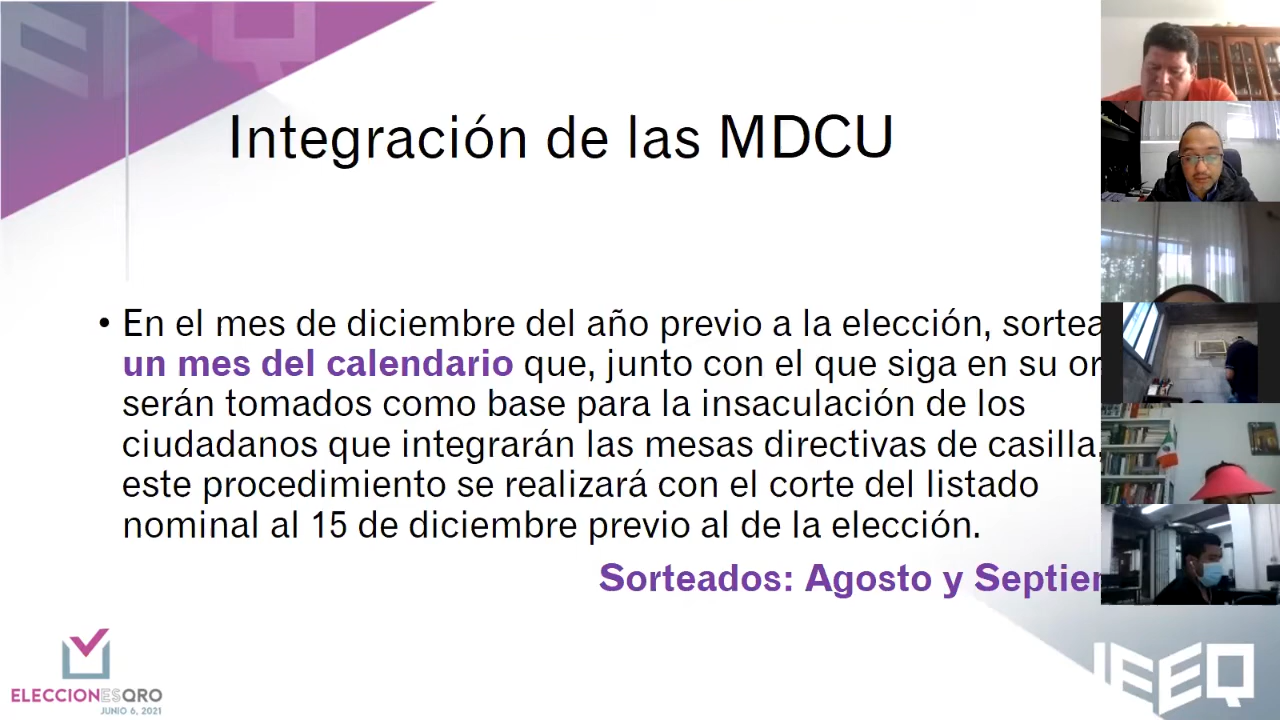 IEEQ
Integración de las MDCU
• En el mes de diciembre del año previo a la elección,
un mes del calendario que, junto con el que siga en su
serán tomados como base para la insaculación de los
ciudadanos que integrarán las mesas directivas de casilla,
este procedimiento se realizará con el corte del listado
nominal al 15 de diciembre previo al de la elección.
Sorteados: Agosto y
ELECCIONESQRO
JUNIO 6, 2021
IEEQ